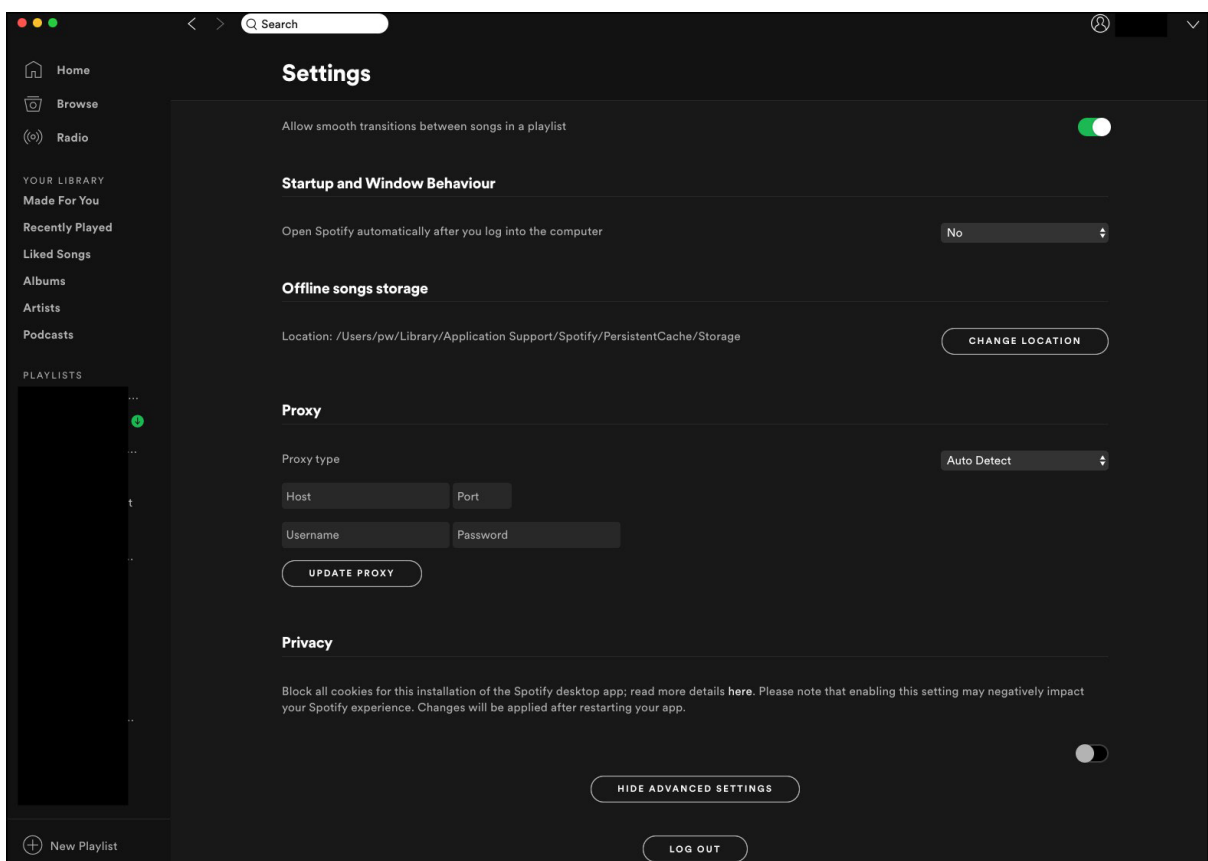 Search
Home
Browse
Radio
YOUR LIBRARY
Made For You
Recently Played
Liked Songs
Albums
Artists
Podcasts
PLAYLISTS
...
...
t
...
..
New Playlist
Settings
Allow smooth transitions between songs in a playlist
Startup and Window Behaviour
Open Spotify automatically after you log into the computer
No
Offline songs storage
Location: /Users/pw/Library/Application Support/Spotify/PersistentCache/Storage
CHANGE LOCATION
Proxy
Proxy type
Auto Detect
Host Port
Username Password
UPDATE PROXY
Privacy
Block all cookies for this installation of the Spotify desktop app; read more details here. Please note that enabling this setting may negatively impact
your Spotify experience. Changes will be applied after restarting your app.
HIDE ADVANCED SETTINGS
LOG OUT